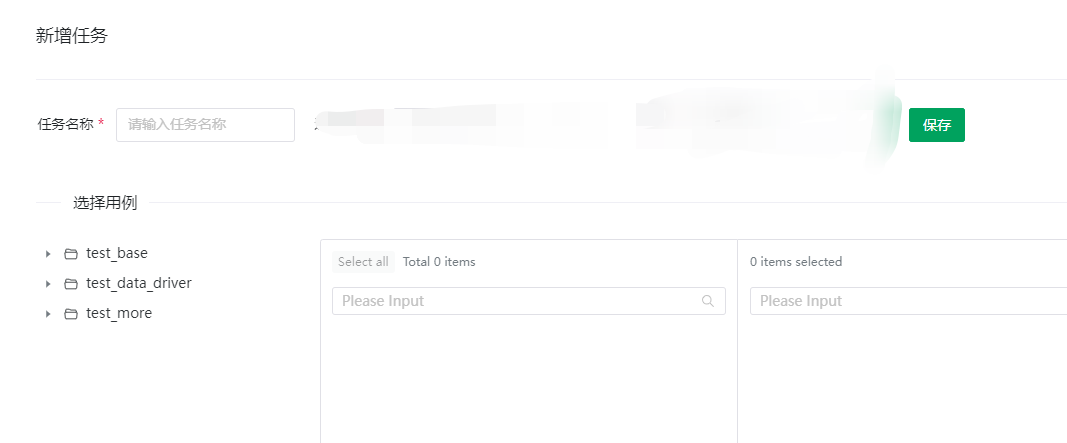 新增任务
任务名称 * 请输入任务名称 保存
选择用例
test_base
test_data_driver
test_more
Select all Total 0 items
Please Input
0 items selected
Please Input